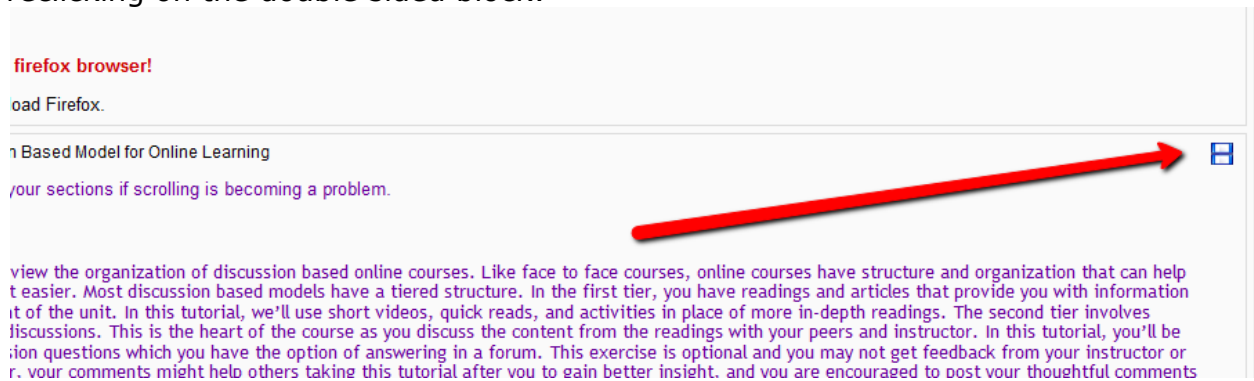 firefox browser!
oad Firefox.
n Based Model for Online Learning
your sections if scrolling is becoming a problem.
view the organization of discussion based online courses. Like face to face courses, online courses have structure and organization that can help
t easier. Most discussion based models have a tiered structure. In the first tier, you have readings and articles that provide you with information
nt of the unit. In this tutorial, we'll use short videos, quick reads, and activities in place of more in-depth readings. The second tier involves
discussions. This is the heart of the course as you discuss the content from the readings with your peers and instructor. In this tutorial, you'll be
sion questions which you have the option of answering in a forum. This exercise is optional and you may not get feedback from your instructor or
r, your comments might help others taking this tutorial after you to gain better insight, and you are encouraged to post your thoughtful comments